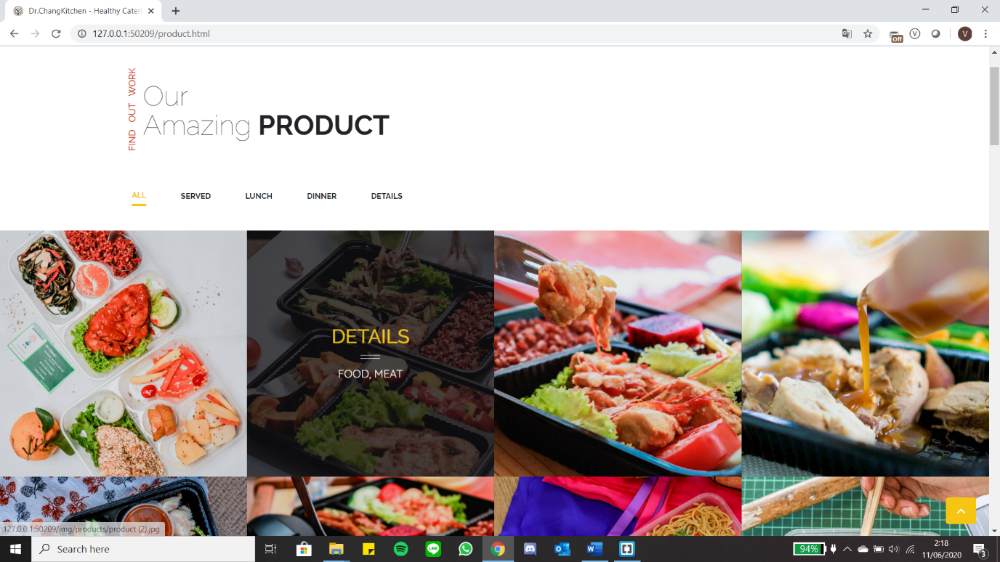 Dr.ChangKitchen - Healthy Cater
127.0.0.1:50209/product.html
Off
V
V
FIND OUT WORK
Our
Amazing PRODUCT
ALL
SERVED
LUNCH
DINNER
DETAILS
DETAILS
FOOD, MEAT
127.0.0.1:50209/img/products/product (2).jpg
Search here
94%
2:18
11/06/2020
3